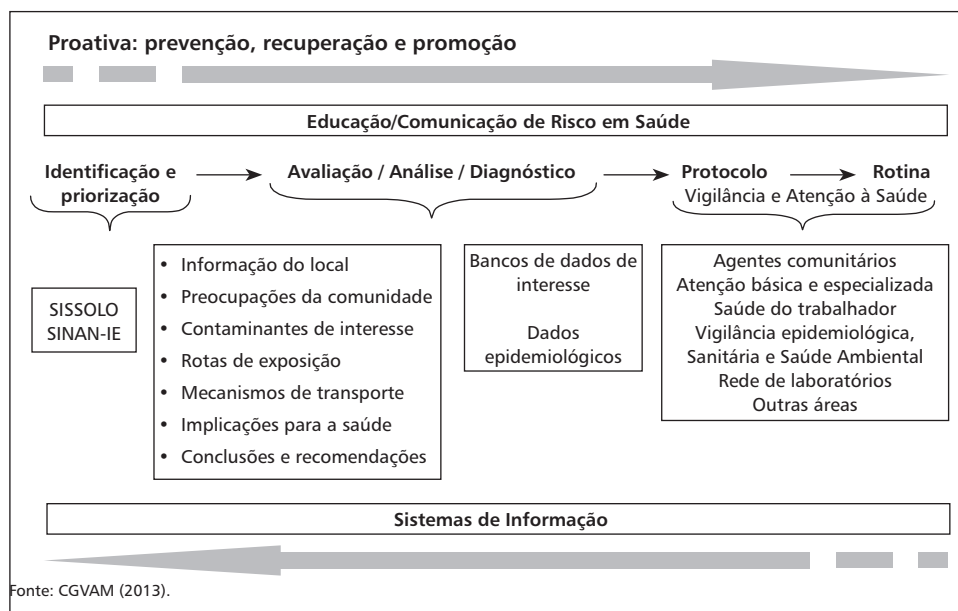 Proativa: prevenção, recuperação e promoção
Educação/Comunicação de Risco em Saúde
Identificação e
priorização
Avaliação / Análise / Diagnóstico
Protocolo
Rotina
Vigilância e Atenção à Saúde
SISSOLO
SINAN-IE
• Informação do local
• Preocupações da comunidade
• Contaminantes de interesse
• Rotas de exposição
• Mecanismos de transporte
• Implicações para a saúde
• Conclusões e recomendações
Bancos de dados de
interesse
Dados
epidemiológicos
Agentes comunitários
Atenção básica e especializada
Saúde do trabalhador
Vigilância epidemiológica,
Sanitária e Saúde Ambiental
Rede de laboratórios
Outras áreas
Sistemas de Informação
Fonte: CGVAM (2013).